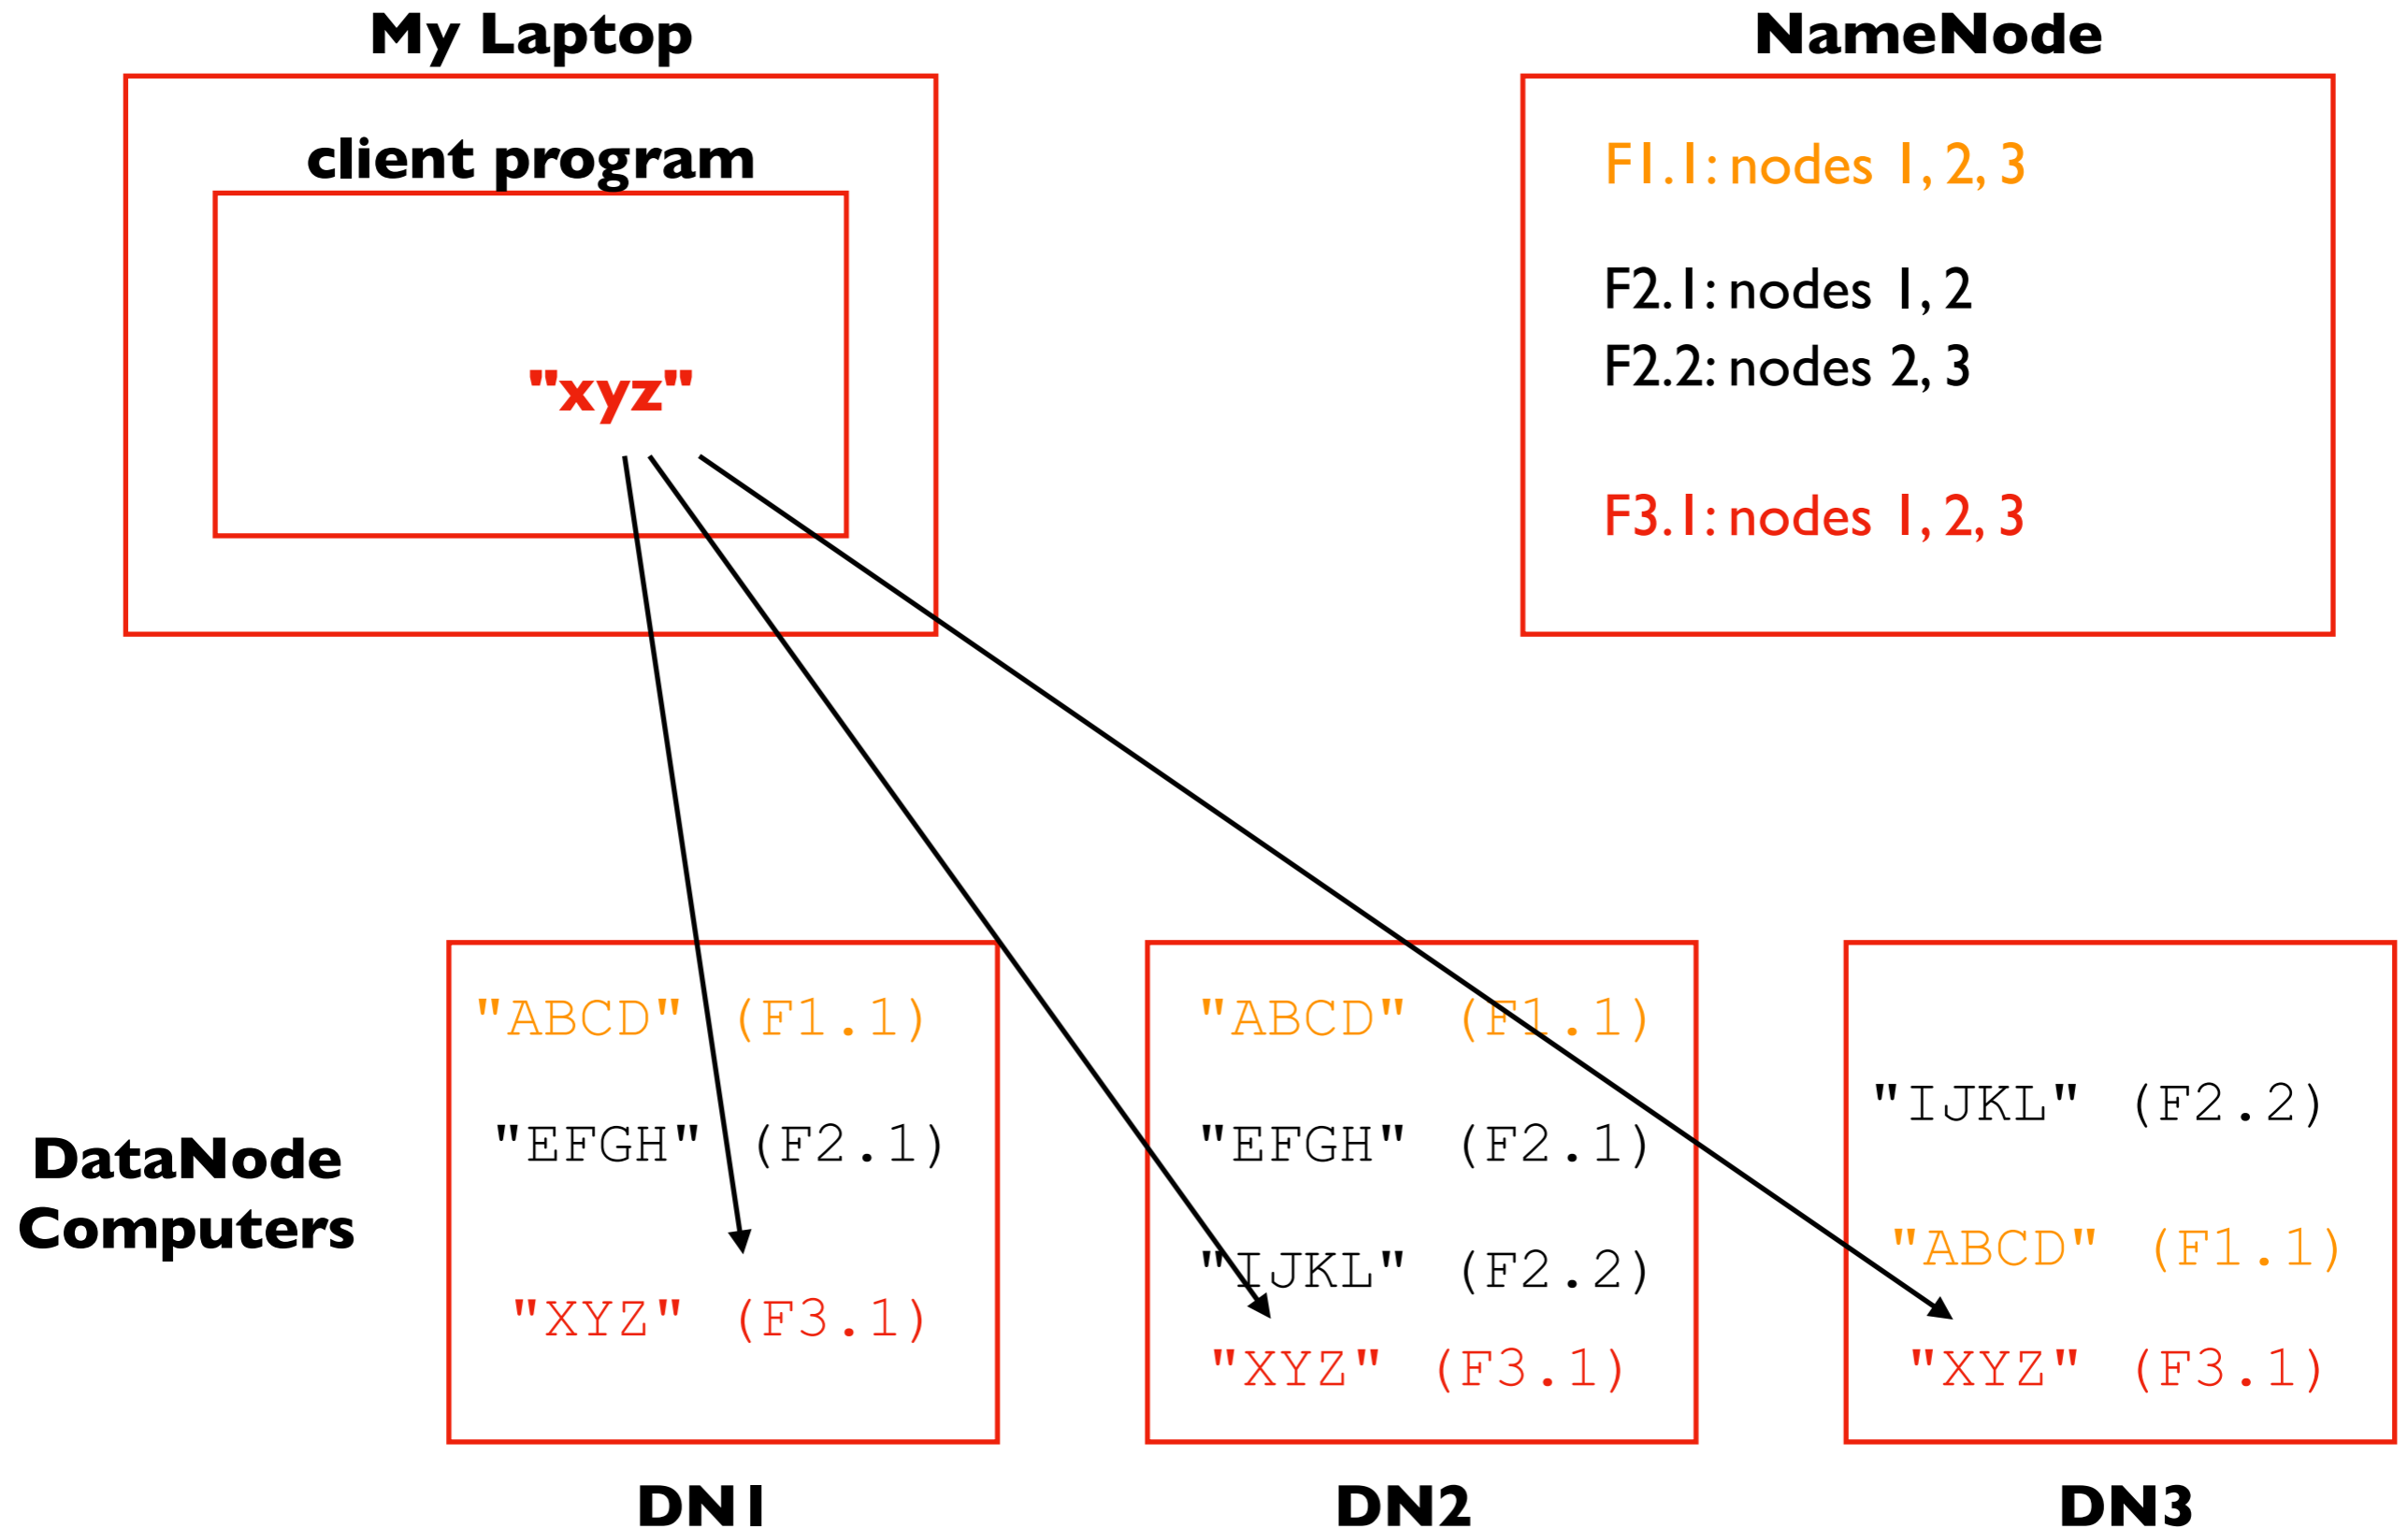 My Laptop
NameNode
client program
"xyz"
F1.1: nodes 1, 2, 3
F2.1: nodes 1, 2
F2.2: nodes 2, 3
F3.1: nodes 1, 2, 3
DataNode
Computers
"ABCD" (F1.1)
"EFGH" (F2.1)
"XYZ" (F3.1)
DN1
"ABCD" (F1.1)
"EFGH" (F2.1)
"IJKL" (F2.2)
"XYZ" (F3.1)
DN2
"IJKL" (F2.2)
"ABCD" (F1.1)
"XYZ" (F3.1)
DN3